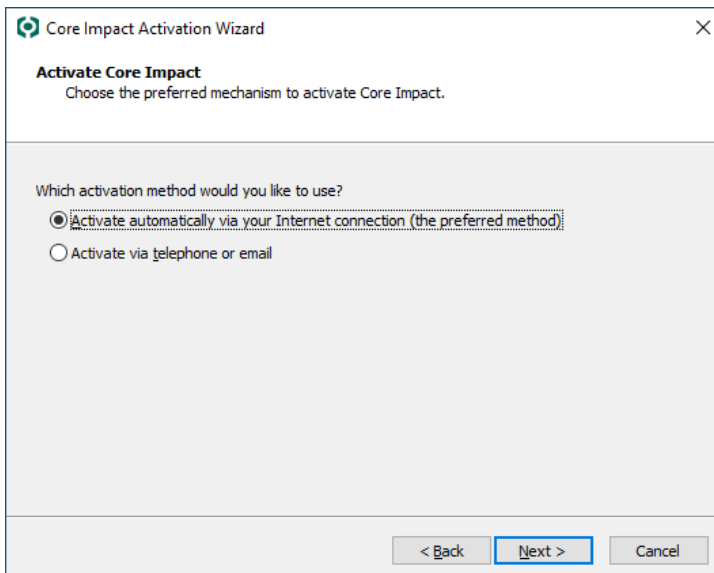 Core Impact Activation Wizard
Activate Core Impact
Choose the preferred mechanism to activate Core Impact.
Which activation method would you like to use?
Activate automatically via your Internet connection (the preferred method)
Activate via telephone or email
< Back Next > Cancel